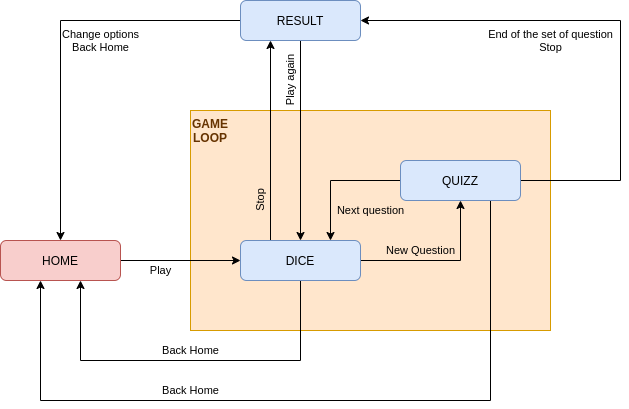 RESULT
Change options
Back Home
End of the set of question
Stop
Play again
GAME
LOOP
QUIZZ
Stop
Next question
HOME
Play
DICE
New Question
Back Home
Back Home